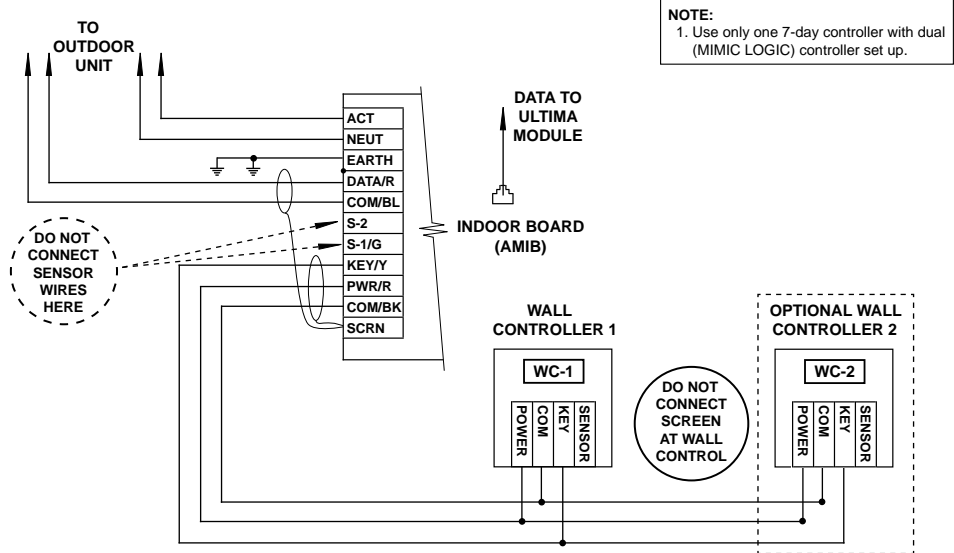 NOTE:
1. Use only one 7-day controller with dual
(MIMIC LOGIC) controller set up.
TO
OUTDOOR
UNIT
DATA TO
ULTIMA
MODULE
ACT
NEUT
EARTH
DATA/R
COM/BL
S-2
S-1/G
KEY/Y
PWR/R
COM/BK
SCRN
INDOOR BOARD
(AMIB)
DO NOT
CONNECT
SENSOR
WIRES
HERE
WALL
CONTROLLER 1
WC-1
POWER
COM
KEY
SENSOR
DO NOT
CONNECT
SCREEN
AT WALL
CONTROL
OPTIONAL WALL
CONTROLLER 2
WC-2
POWER
COM
KEY
SENSOR